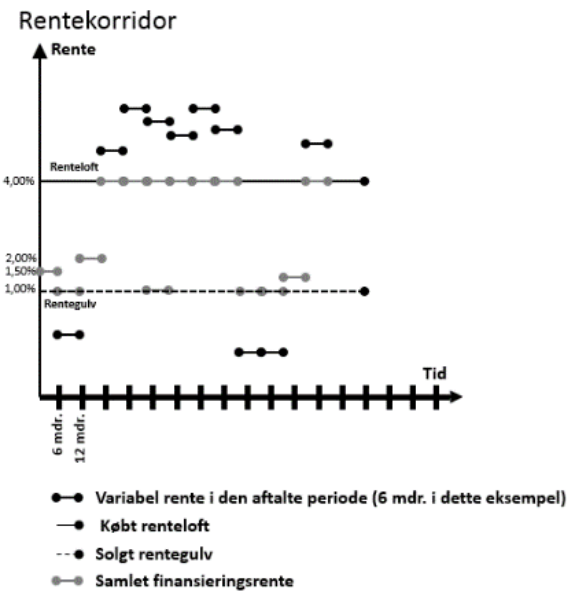 Rentekorridor
Rente
Renteloft
4,00%
2,00%
1,50%
1,00%
Rentegulv
Tid
6 mdr.
12 mdr.
Variabel rente i den aftalte periode (6 mdr. i dette eksempel)
Købt renteloft
Solgt rentegulv
Samlet finansieringsrente